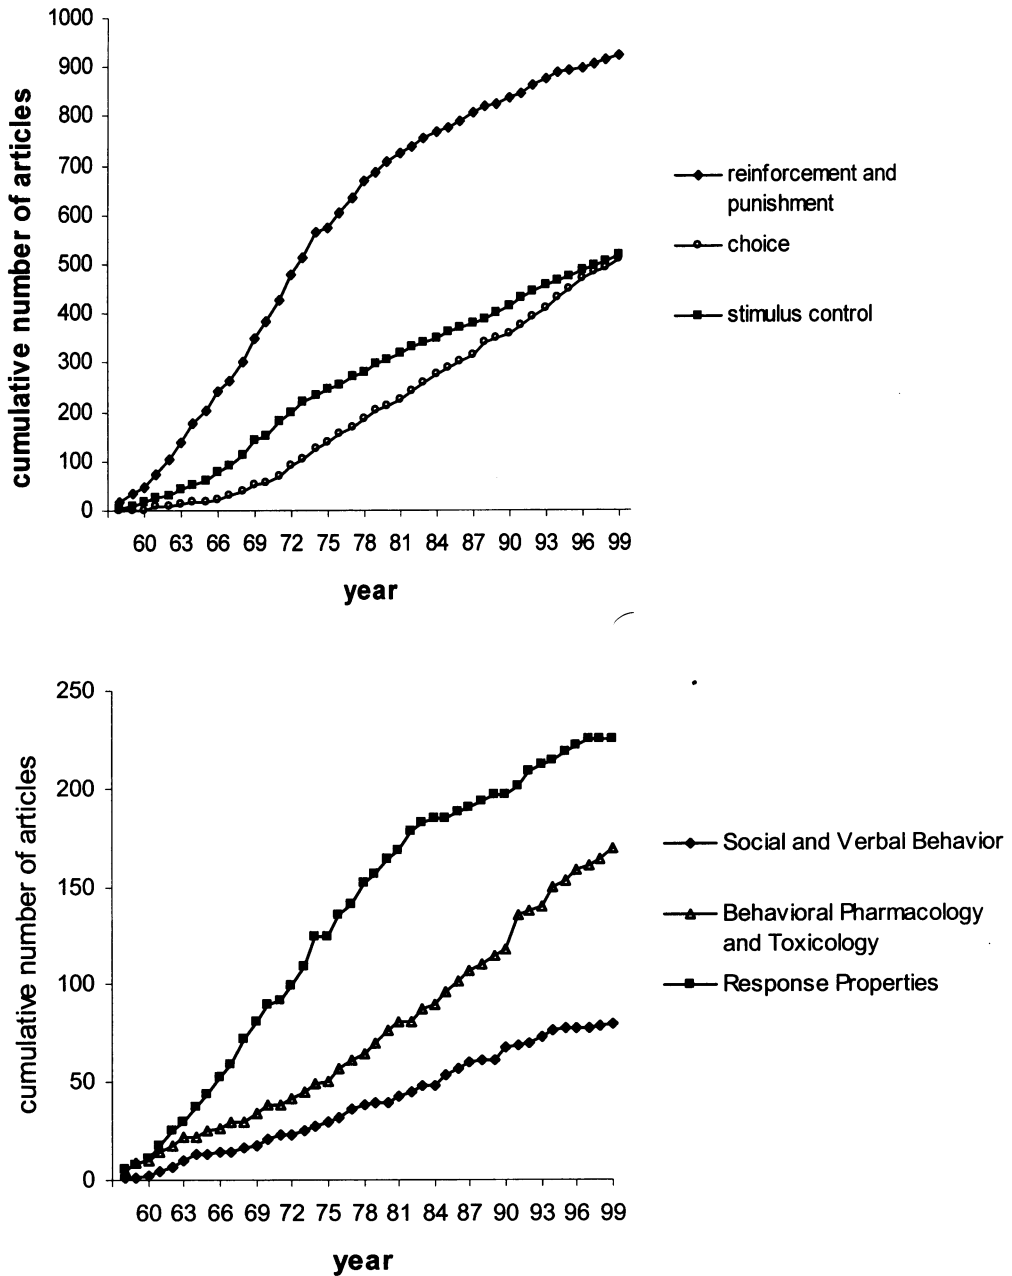 1000
900
800
700
600
500
400
300
200
100
0
cumulative number of articles
60 63 66 69 72 75 78 81 84 87 90 93 96 99
year
reinforcement and
punishment
choice
stimulus control
250
200
150
100
50
0
cumulative number of articles
60 63 66 69 72 75 78 81 84 87 90 93 96 99
year
Social and Verbal Behavior
Behavioral Pharmacology
and Toxicology
Response Properties